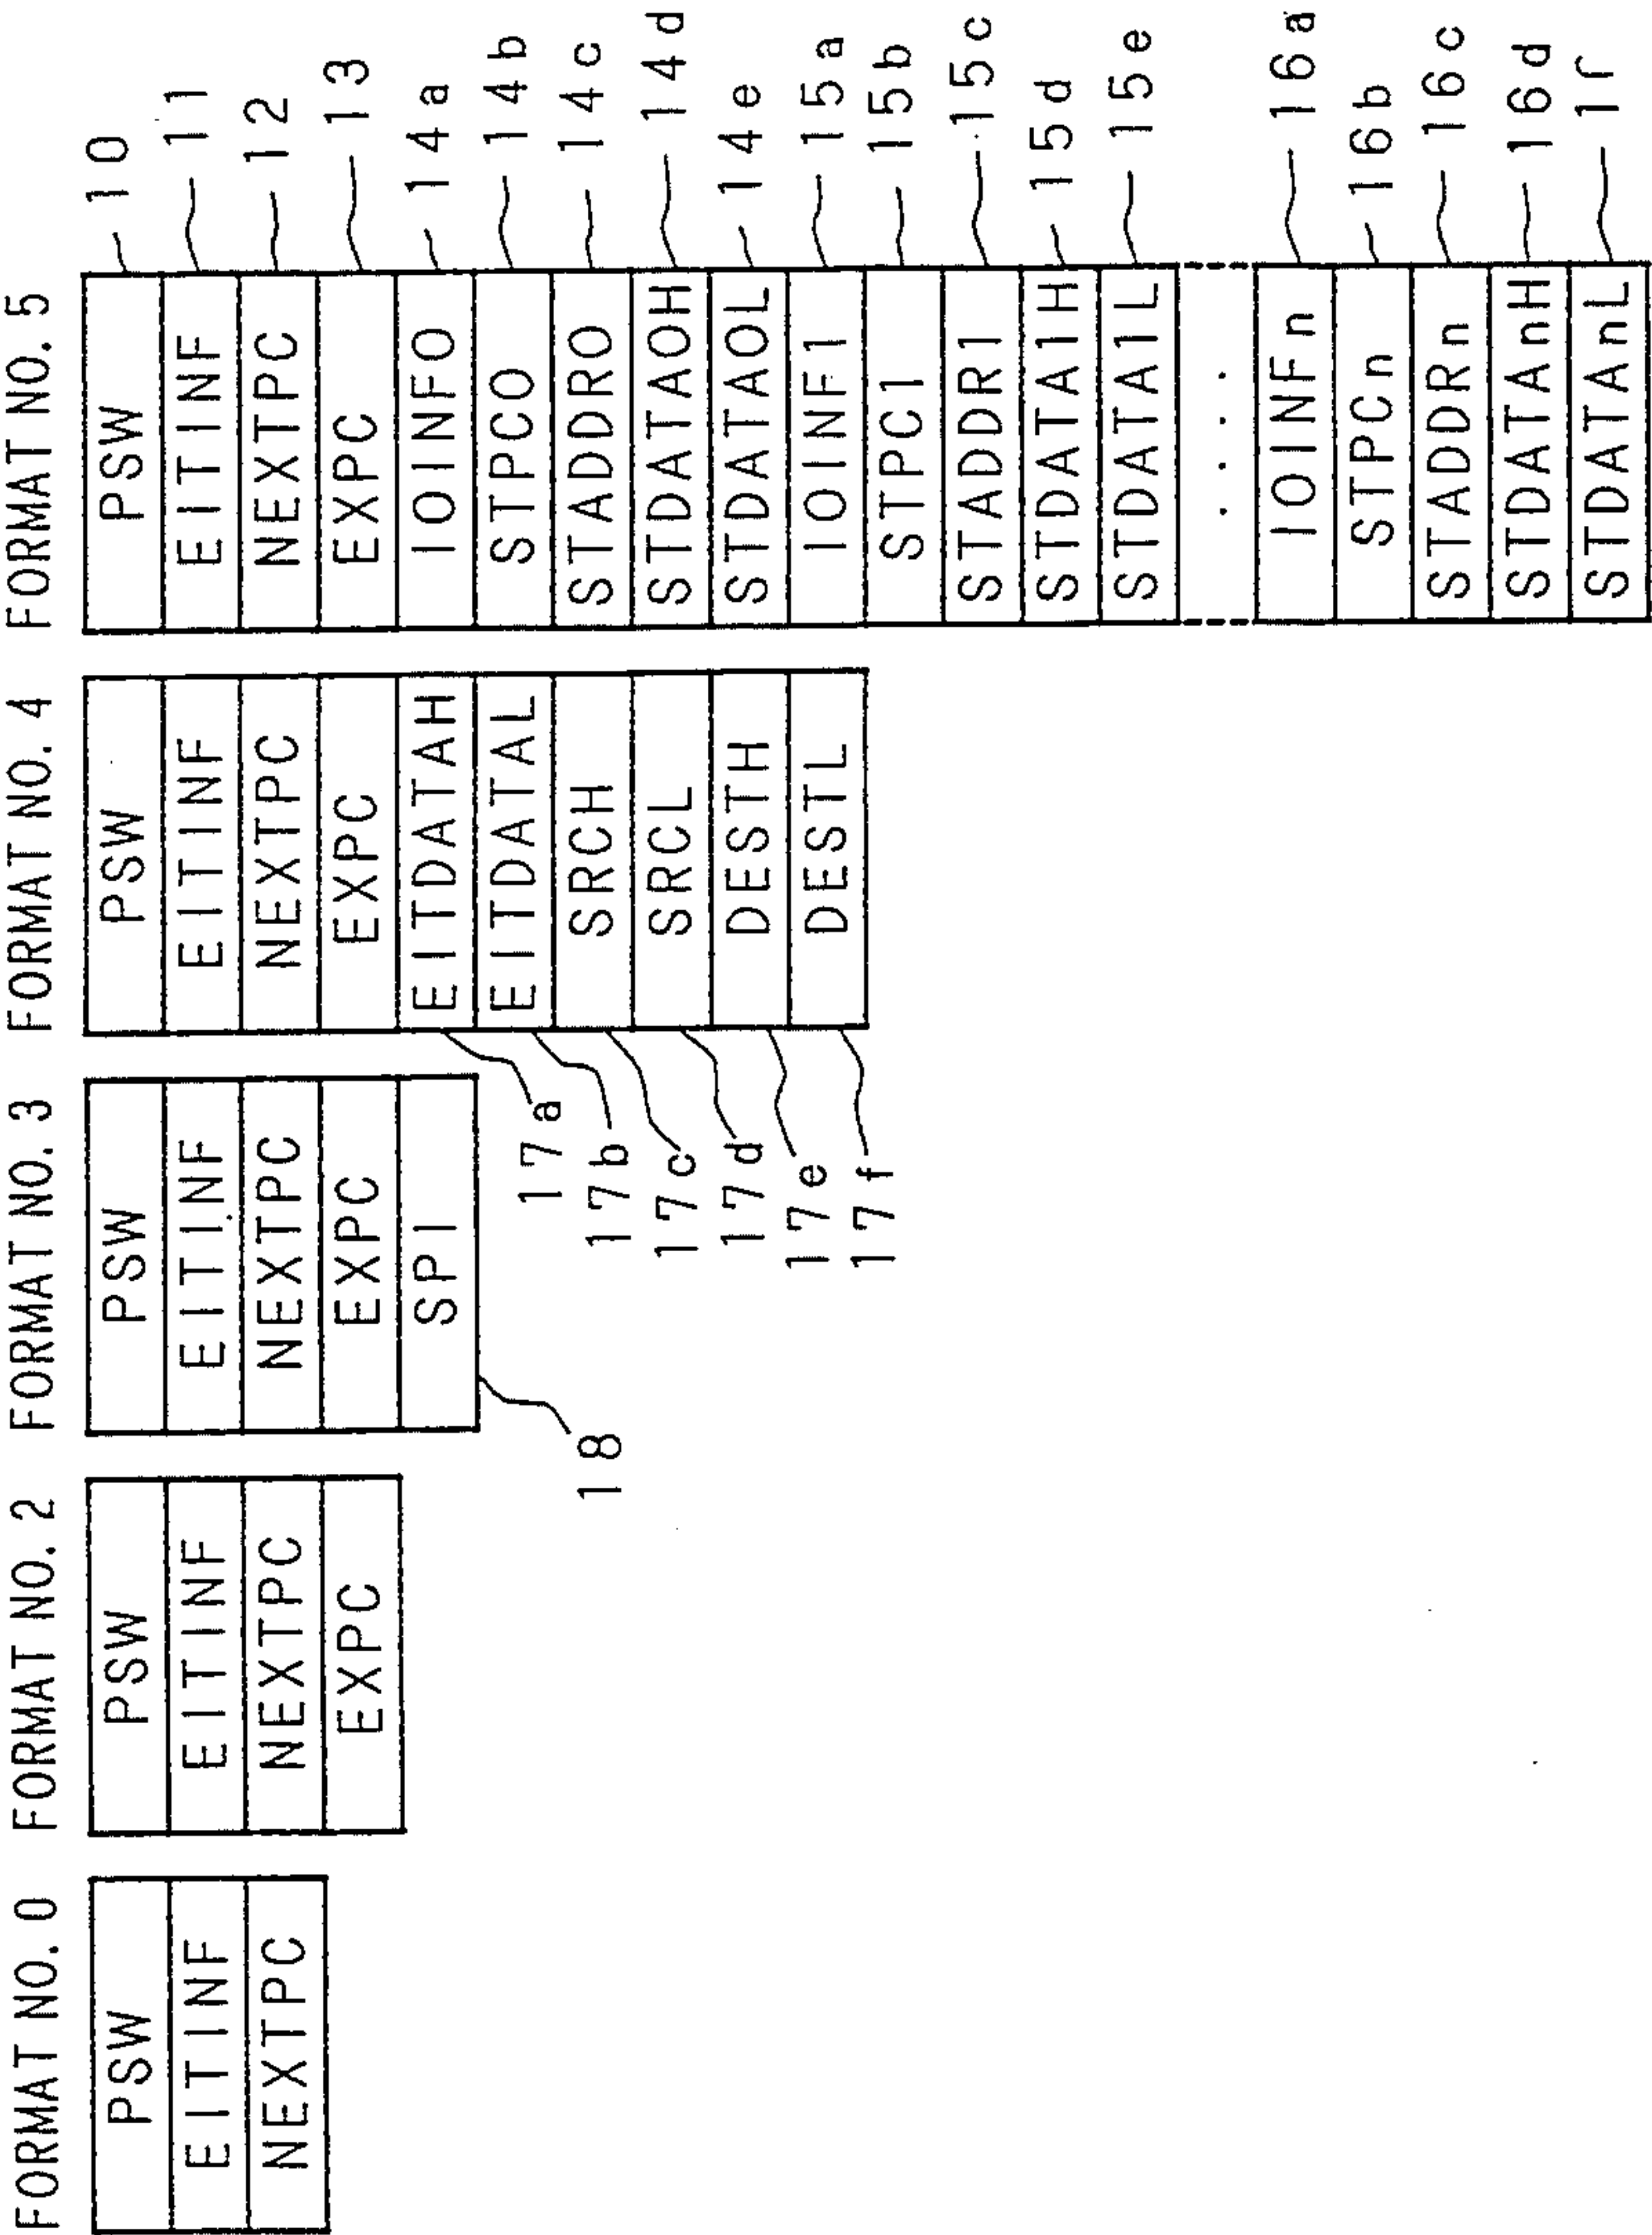 FORMAT NO. 0
PSW
EITINF
NEXTPC
FORMAT NO. 2
PSW
EITINF
NEXTPC
EXPC
FORMAT NO. 3
PSW
EITINF
NEXTPC
EXPC
SPI
18
FORMAT NO. 4
PSW
EITINF
NEXTPC
EXPC
EITDATAH
EITDATAL
SRCH
SRCL
DESTH
DESTL
17a
17b
17c
17d
17e
17f
FORMAT NO. 5
PSW 10
EITINF 11
NEXTPC 12
EXPC 13
IOINF0 14a
STPC0 14b
STADDR0 14c
STDATA0H 14d
STDATA0L 14e
IOINF1 15a
STPC1 15b
STADDR1 15c
STDATA1H 15d
STDATA1L 15e
....
IOINFn 16a
STPCn 16b
STADDRn 16c
STDATAnH 16d
STDATAnL